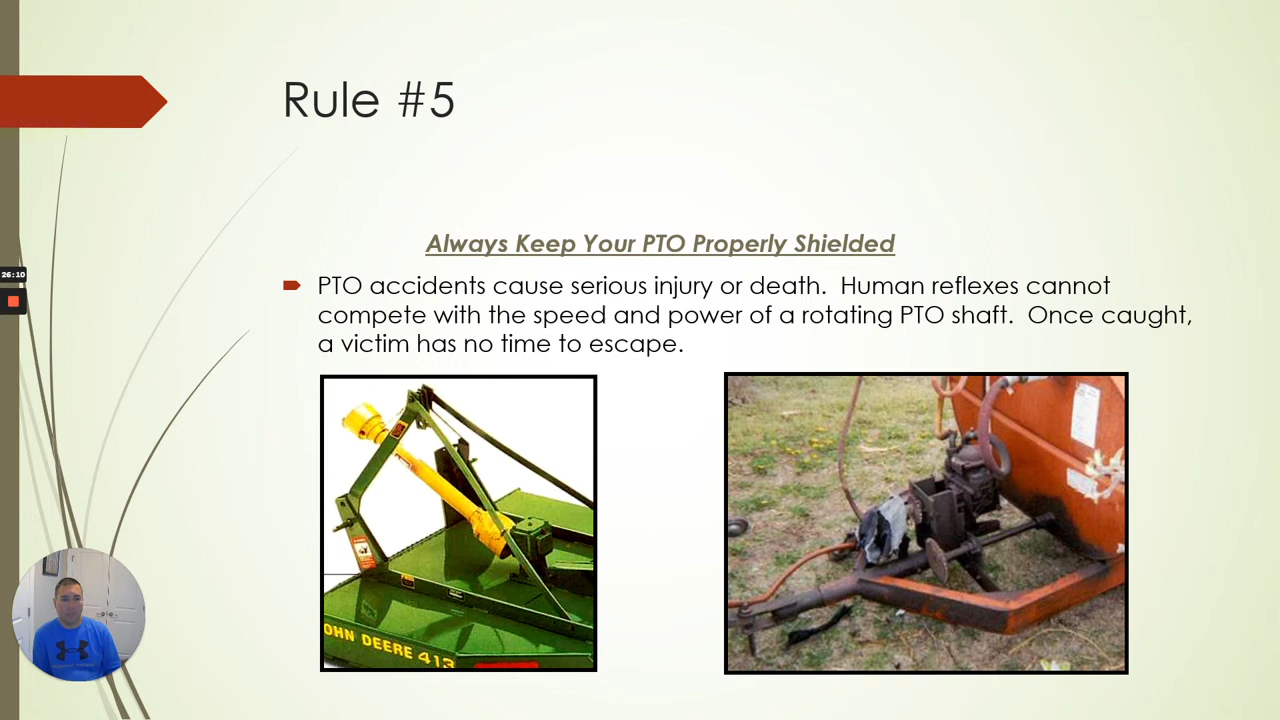 Rule #5
Always Keep Your PTO Properly Shielded
PTO accidents cause serious injury or death.  Human reflexes cannot
compete with the speed and power of a rotating PTO shaft.  Once caught,
a victim has no time to escape.
26:10
OHN DEERE 413